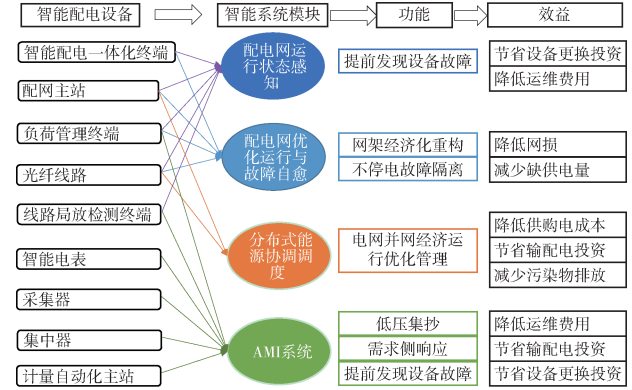 智能配电设备
智能系统模块
功能
效益
智能配电一体化终端
配网主站
负荷管理终端
光纤线路
线路局放检测终端
智能电表
采集器
集中器
计量自动化主站
配电网运
行状态感
知
提前发现设备故障
节省设备更换投资
降低运维费用
配电网优
化运行与
故障自愈
网架经济化重构
不停电故障隔离
降低网损
减少缺供电量
分布式能
源协调调
度
电网并网经济运
行优化管理
降低供购电成本
节省输配电投资
减少污染物排放
AMI系统
低压集抄
需求侧响应
提前发现设备故障
降低运维费用
节省输配电投资
节省设备更换投资